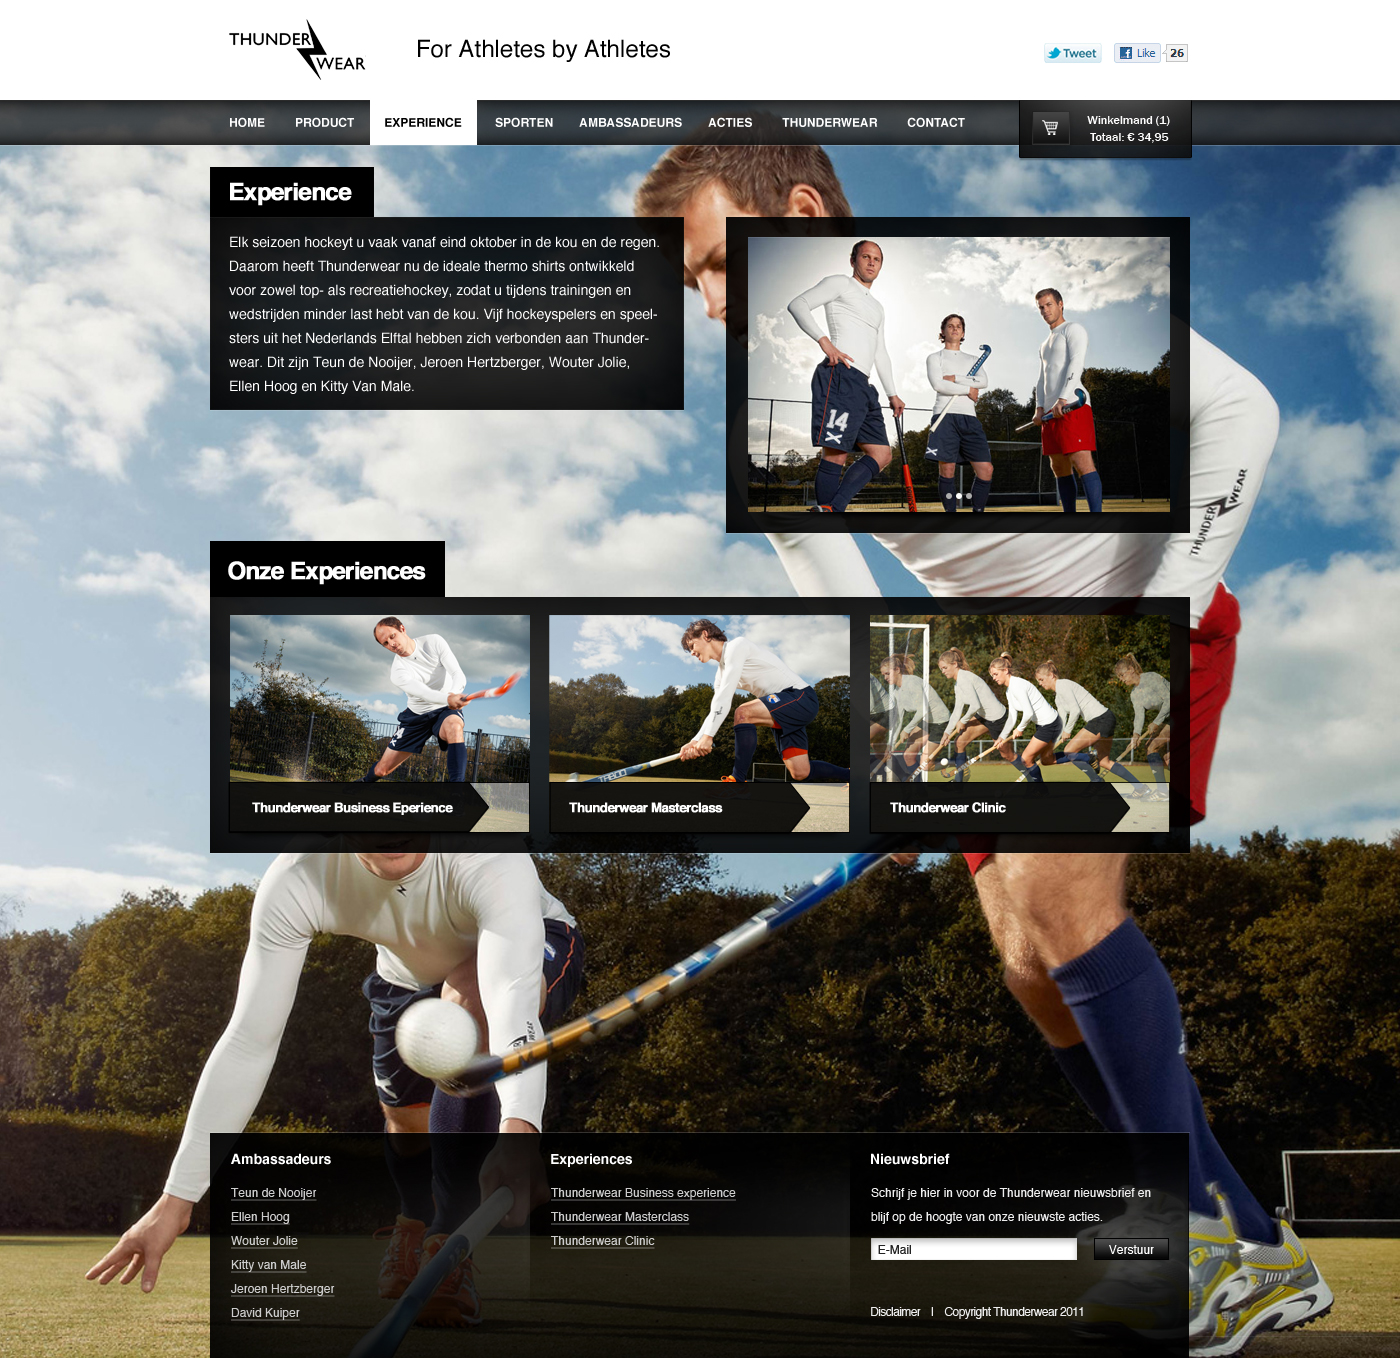 THUNDER
WEAR
For Athletes by Athletes
Tweet
Like
26
HOME
PRODUCT
EXPERIENCE
SPORTEN
AMBASSADEURS
ACTIES
THUNDERWEAR
CONTACT
Winkelmand (1)
Totaal: € 34,95
Experience
Elk seizoen hockeyt u vaak vanaf eind oktober in de kou en de regen.
Daarom heeft Thunderwear nu de ideale thermo shirts ontwikkeld
voor zowel top- als recreatiehockey, zodat u tijdens trainingen en
wedstrijden minder last hebt van de kou. Vijf hockeyspelers en speel-
sters uit het Nederlands Elftal hebben zich verbonden aan Thunder-
wear. Dit zijn Teun de Nooijer, Jeroen Hertzberger, Wouter Jolie,
Ellen Hoog en Kitty Van Male.
14
THUNDER WEAR
Onze Experiences
Thunderwear Business Eperience
Thunderwear Masterclass
Thunderwear Clinic
Ambassadeurs
Teun de Nooijer
Ellen Hoog
Wouter Jolie
Kitty van Male
Jeroen Hertzberger
David Kuiper
Experiences
Thunderwear Business experience
Thunderwear Masterclass
Thunderwear Clinic
Nieuwsbrief
Schrijf je hier in voor de Thunderwear nieuwsbrief en
blijf op de hoogte van onze nieuwste acties.
E-Mail
Verstuur
Disclaimer | Copyright Thunderwear 2011